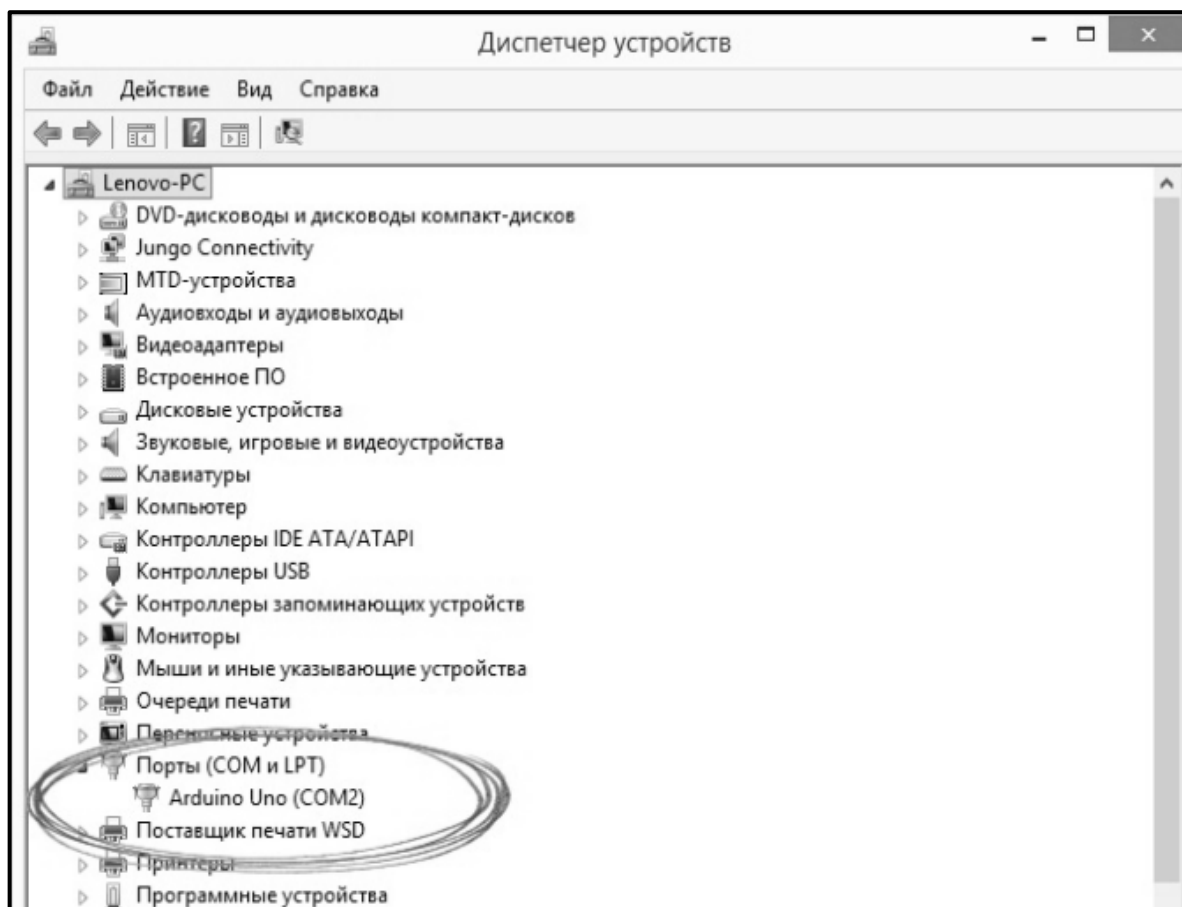 Диспетчер устройств
Файл Действие Вид Справка
Lenovo-PC
DVD-дисководы и дисководы компакт-дисков
Jungo Connectivity
MTD-устройства
Аудиовходы и аудиовыходы
Видеоадаптеры
Встроенное ПО
Дисковые устройства
Звуковые, игровые и видеоустройства
Клавиатуры
Компьютер
Контроллеры IDE ATA/ATAPI
Контроллеры USB
Контроллеры запоминающих устройств
Мониторы
Мыши и иные указывающие устройства
Очереди печати
Переносные устройства
Порты (COM и LPT)
Arduino Uno (COM2)
Поставщик печати WSD
Принтеры
Программные устройства